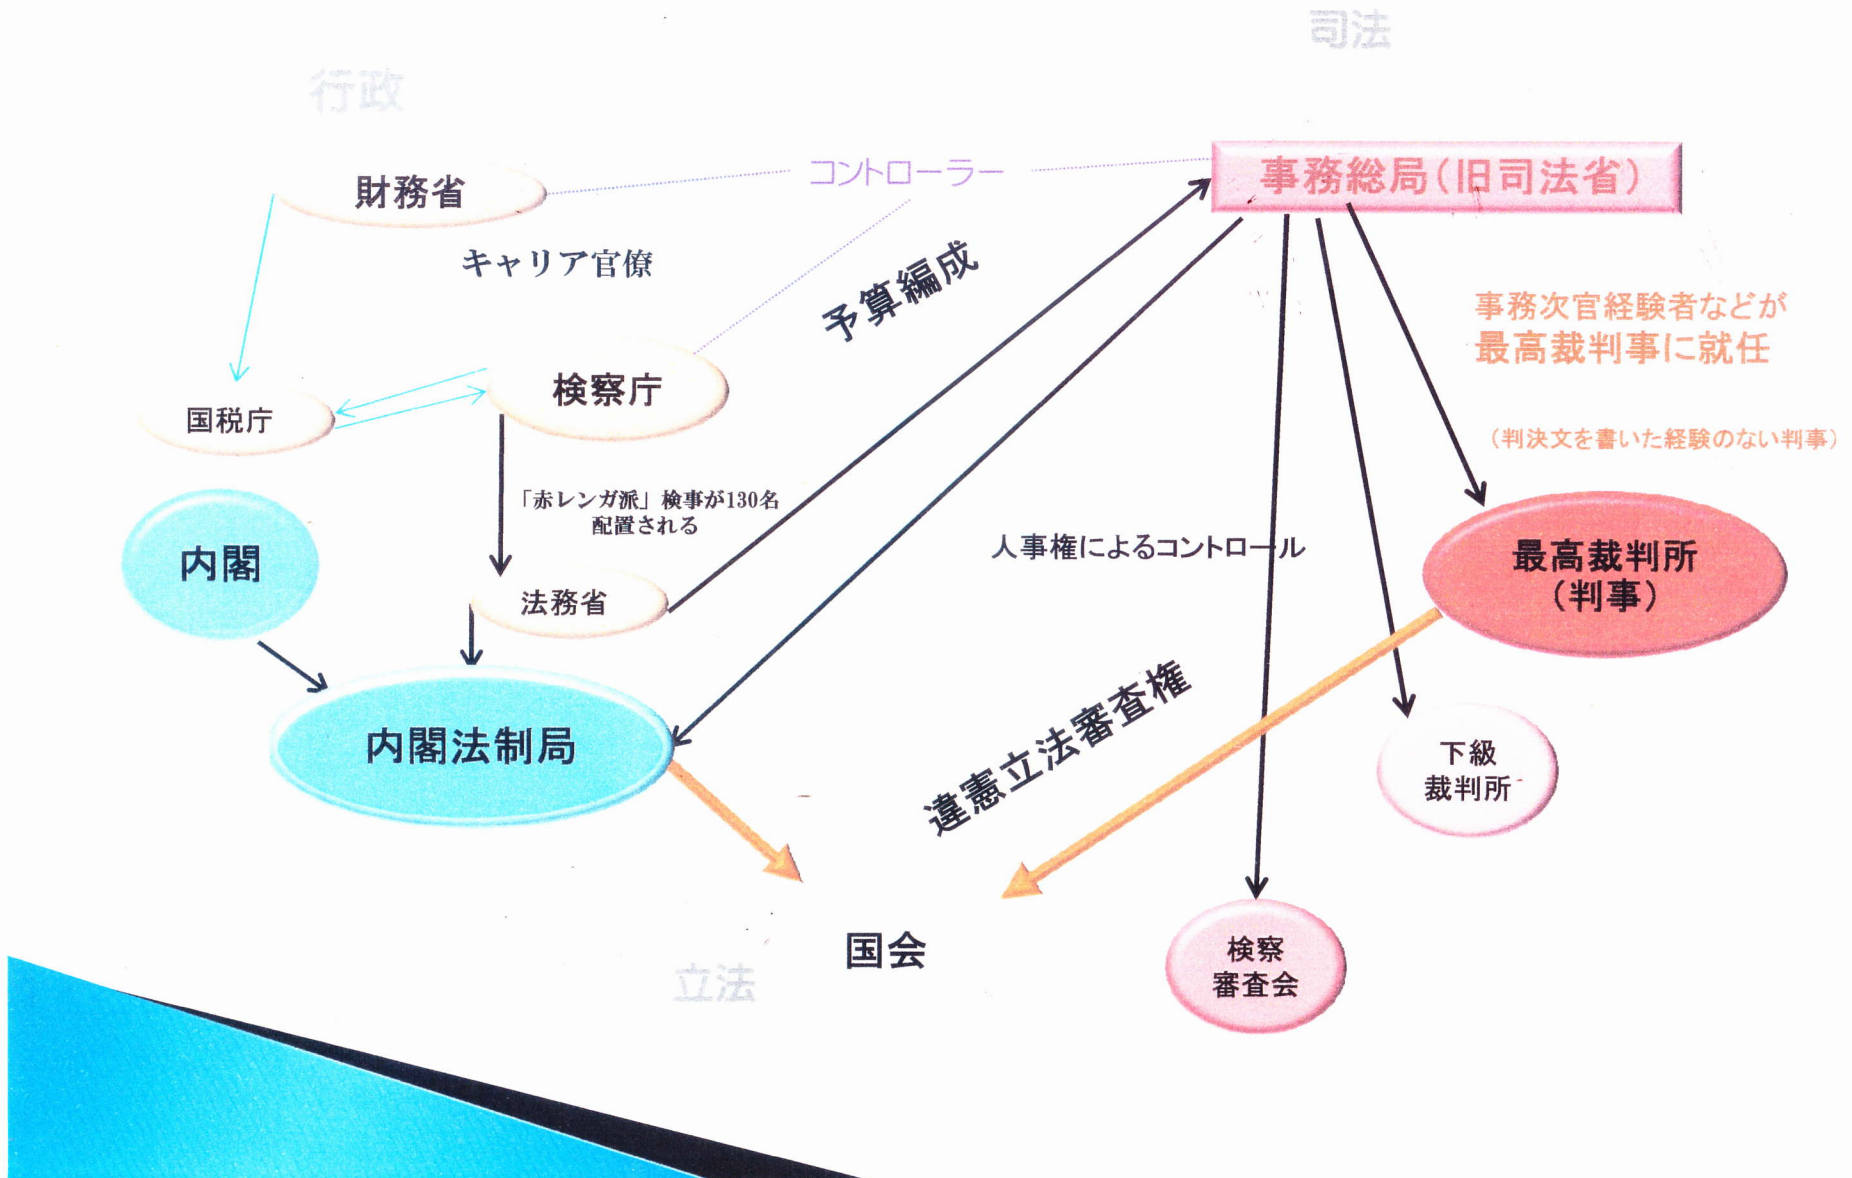 司法
行政
コントローラー
事務総局(旧司法省)
財務省
キャリア官僚
予算編成
事務次官経験者などが
最高裁判事に就任
(判決文を書いた経験のない判事)
検察庁
国税庁
「赤レンガ派」検事が130名
配置される
内閣
人事権によるコントロール
最高裁判所
(判事)
法務省
違憲立法審査権
内閣法制局
下級
裁判所
国会
検察
審査会
立法